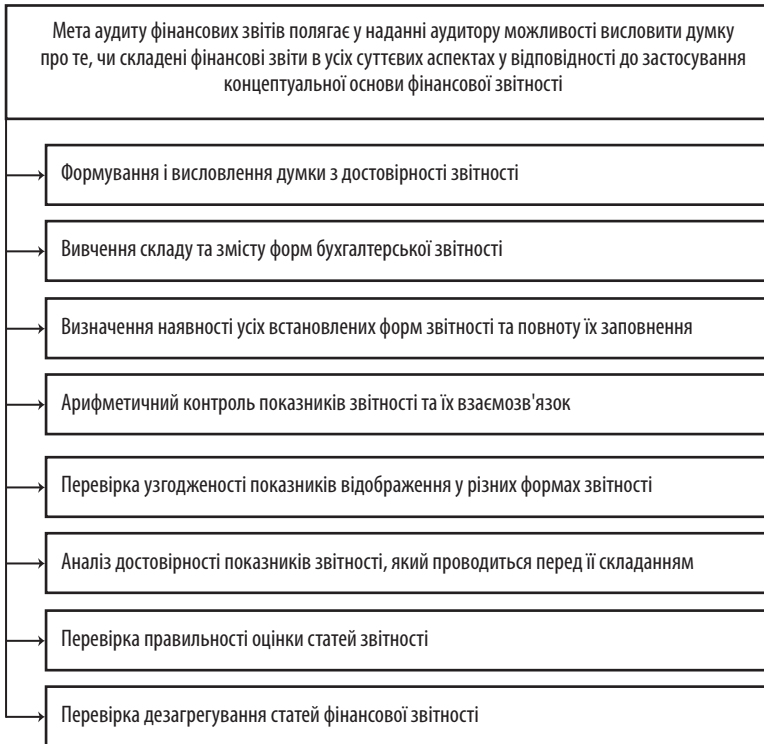 Мета аудиту фінансових звітів полягає у наданні аудитору можливості висловити думку
про те, чи складені фінансові звіти в усіх суттєвих аспектах у відповідності до застосування
концептуальної основи фінансової звітності
Формування і висловлення думки з достовірності звітності
Вивчення складу та змісту форм бухгалтерської звітності
Визначення наявності усіх встановлених форм звітності та повноту їх заповнення
Арифметичний контроль показників звітності та їх взаємозв'язок
Перевірка узгодженості показників відображення у різних формах звітності
Аналіз достовірності показників звітності, який проводиться перед її складанням
Перевірка правильності оцінки статей звітності
Перевірка дезагрегування статей фінансової звітності